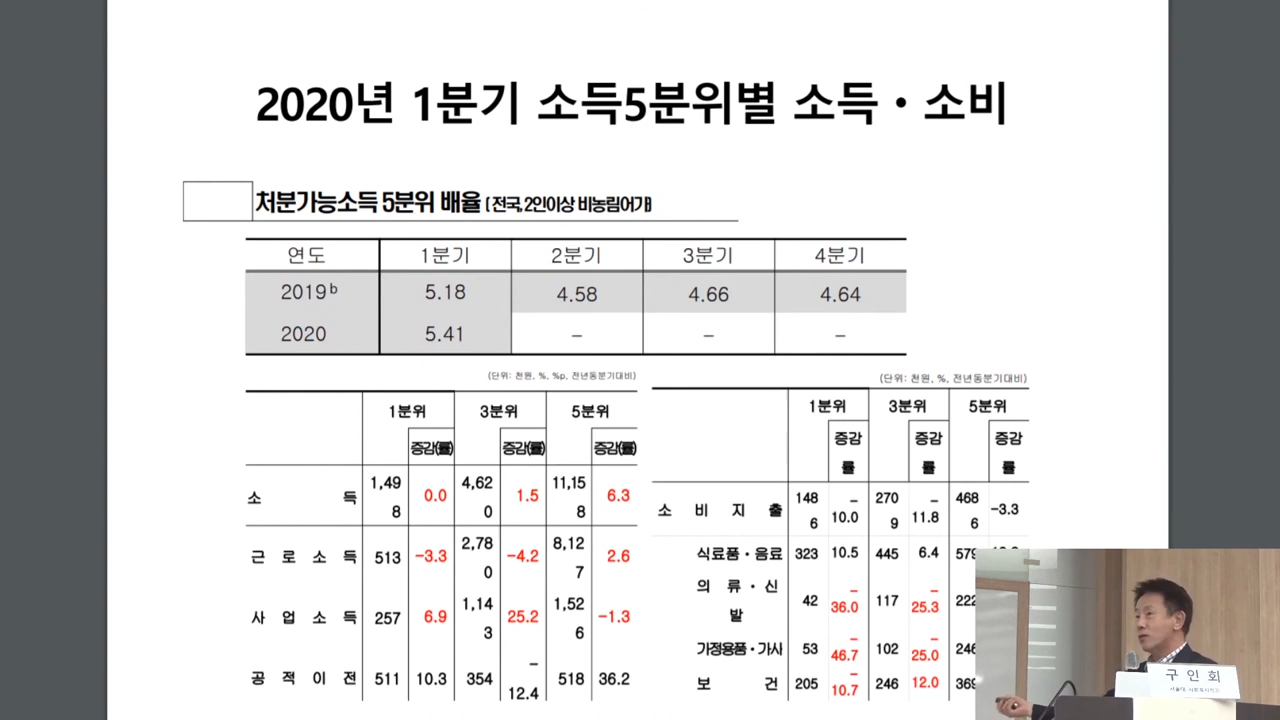 2020년 1분기 소득5분위별 소득・소비
처분가능소득 5분위 배율 ( 전국, 2인이상 비농림어가)
연도 1분기 2분기 3분기 4분기
2019ᵇ 5.18 4.58 4.66 4.64
2020 5.41 – – –
(단위: 천원, %, %p, 전년동분기대비)
1분위 3분위 5분위
증감(률) 증감(률) 증감(률)
소 득 1,498 0.0 4,620 1.5 11,158 6.3
근 로 소 득 513 −3.3 2,780 −4.2 8,127 2.6
사 업 소 득 257 6.9 1,143 25.2 1,526 −1.3
공 적 이 전 511 10.3 354 −12.4 518 36.2
(단위: 천원, %, 전년동분기대비)
1분위 3분위 5분위
증감률 증감률 증감률
소 비 지 출 1486 −10.0 2709 −11.8 4686 −3.3
식료품・음료 323 10.5 445 6.4 579
의 류・신 발 42 −36.0 117 −25.3 222
가정용품・가사 53 −46.7 102 −25.0 246
보 건 205 −10.7 246 12.0 369
구 인 회